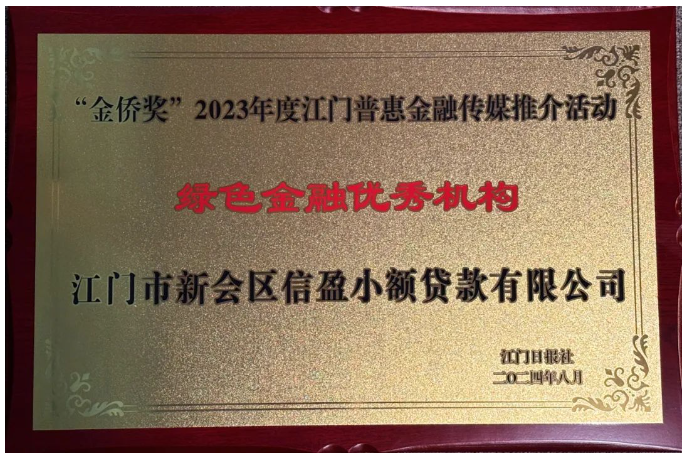 “金侨奖”2023年度江门普惠金融传媒推介活动
绿色金融优秀机构
江门市新会区信盈小额贷款有限公司
江门日报社
二〇二四年八月